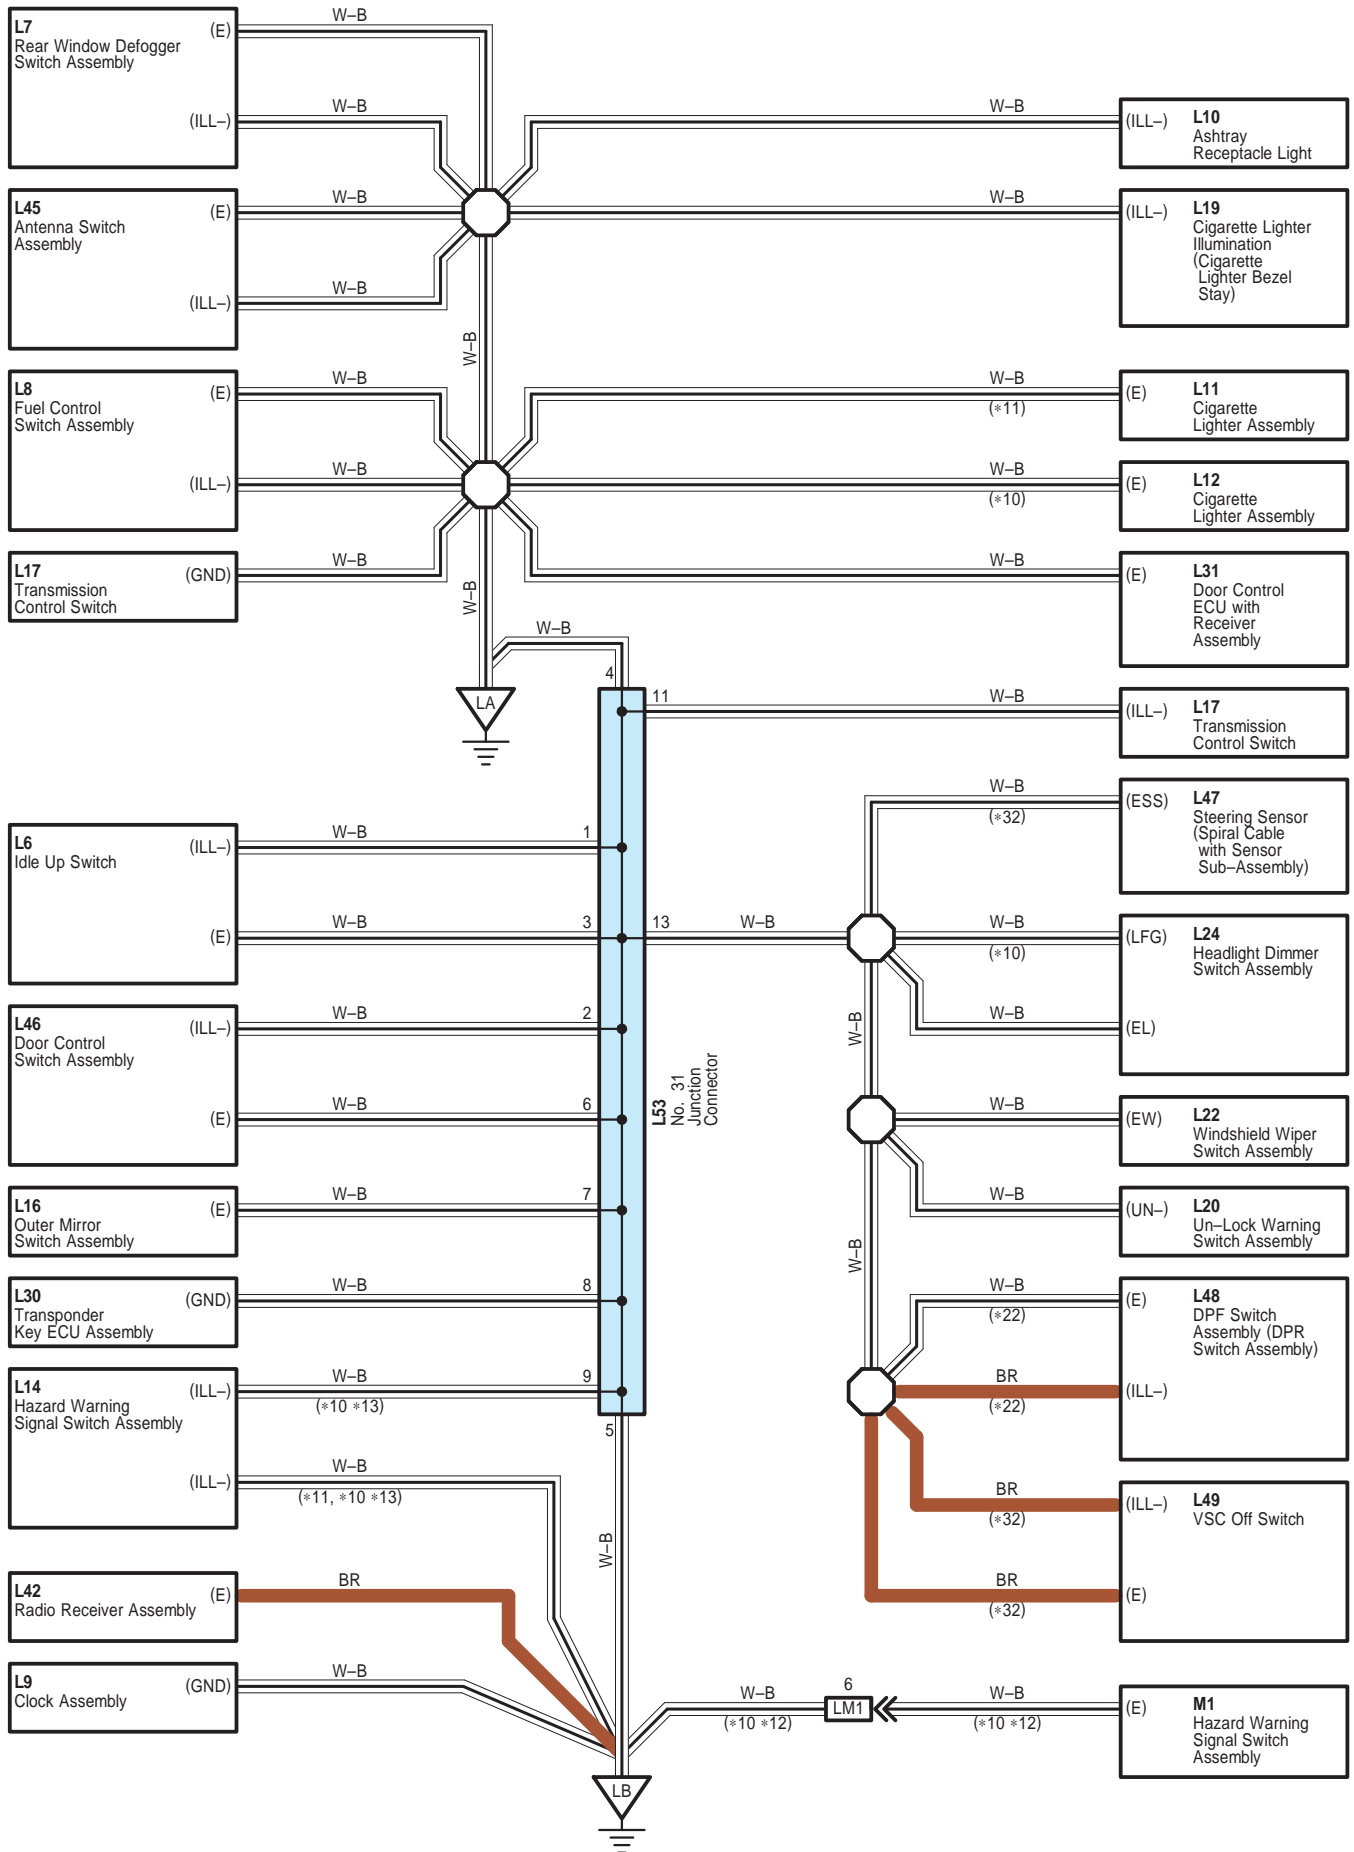 L7
Rear Window Defogger
Switch Assembly
(E)
W–B
(ILL–)
W–B
L45
Antenna Switch
Assembly
(E)
W–B
(ILL–)
W–B
W–B
L8
Fuel Control
Switch Assembly
(E)
W–B
(ILL–)
W–B
L17
Transmission
Control Switch
(GND)
W–B
W–B
W–B
LA
4
W–B
(ILL–)
L10
Ashtray
Receptacle Light
W–B
(ILL–)
L19
Cigarette Lighter
Illumination
(Cigarette
Lighter Bezel
Stay)
W–B
(∗11)
(E)
L11
Cigarette
Lighter Assembly
W–B
(∗10)
(E)
L12
Cigarette
Lighter Assembly
W–B
(E)
L31
Door Control
ECU with
Receiver
Assembly
11
W–B
(ILL–)
L17
Transmission
Control Switch
L6
Idle Up Switch
(ILL–)
W–B
1
(E)
W–B
3
L46
Door Control
Switch Assembly
(ILL–)
W–B
2
(E)
W–B
6
L16
Outer Mirror
Switch Assembly
(E)
W–B
7
L30
Transponder
Key ECU Assembly
(GND)
W–B
8
L14
Hazard Warning
Signal Switch Assembly
(ILL–)
W–B
(∗10 ∗13)
9
(ILL–)
W–B
(∗11, ∗10 ∗13)
5
W–B
L53
No. 31
Junction
Connector
13
W–B
W–B
(∗32)
(ESS)
L47
Steering Sensor
(Spiral Cable
with Sensor
Sub–Assembly)
W–B
(∗10)
(LFG)
L24
Headlight Dimmer
Switch Assembly
W–B
(EL)
W–B
W–B
(EW)
L22
Windshield Wiper
Switch Assembly
W–B
(UN–)
L20
Un–Lock Warning
Switch Assembly
W–B
W–B
(∗22)
(E)
L48
DPF Switch
Assembly (DPR
Switch Assembly)
BR
(∗22)
(ILL–)
BR
(∗32)
(ILL–)
L49
VSC Off Switch
BR
(∗32)
(E)
L42
Radio Receiver Assembly
(E)
BR
L9
Clock Assembly
(GND)
W–B
LB
W–B
(∗10 ∗12)
6
LM1
W–B
(∗10 ∗12)
(E)
M1
Hazard Warning
Signal Switch
Assembly